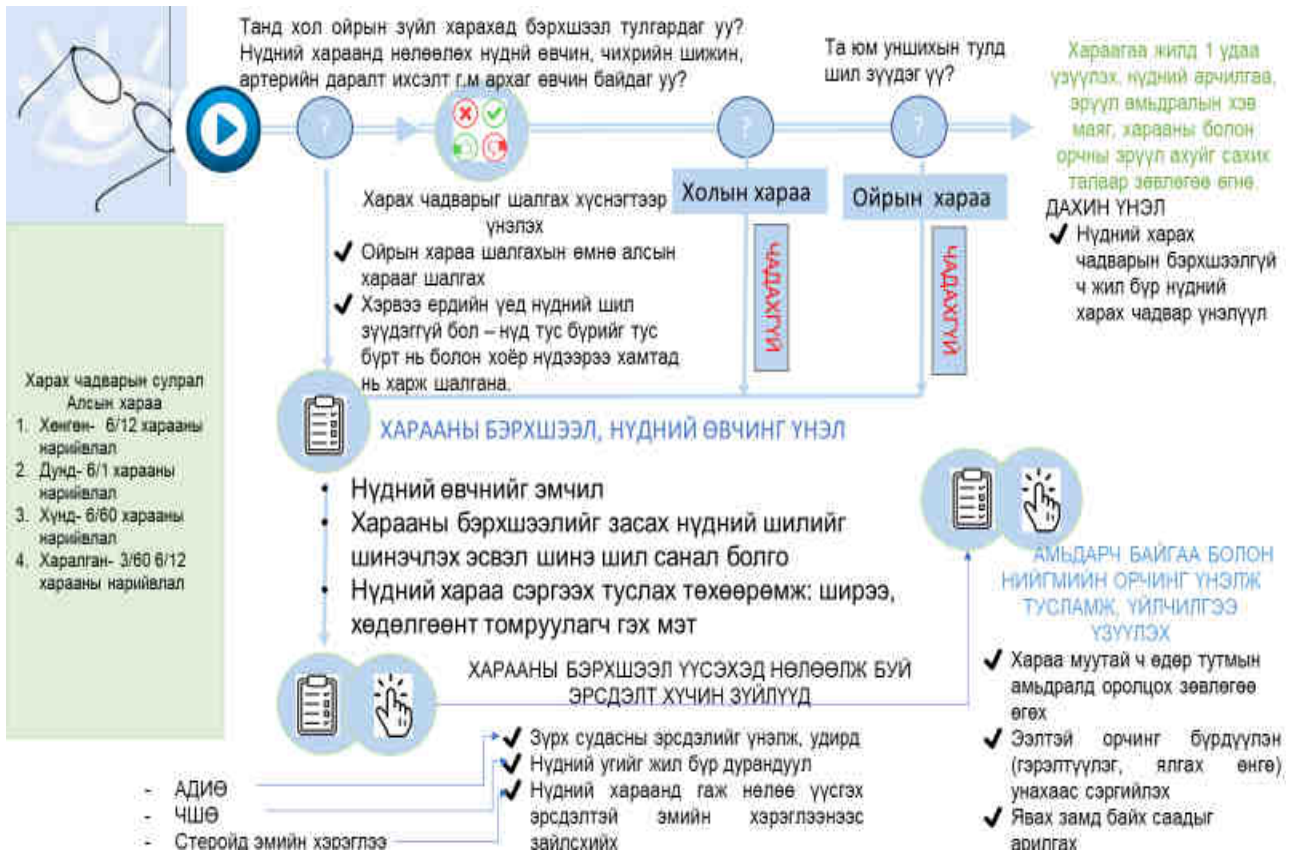 Танд хол ойрын зүйл харахад бэрхшээл тулгардаг уу?
Нүдний хараанд нөлөөлөх нүднй өвчин, чихрийн шижин,
артерийн даралт ихсэлт г.м архаг өвчин байдаг уу?
Та юм уншихын тулд
шил зүүдэг үү?
Хараагаа жилд 1 удаа
үзүүлэх, нүдний арчилгаа,
эрүүл амьдралын хэв
маяг, харааны болон
орчны эрүүл ахуйг сахих
талаар зөвлөгөө өгнө.
ДАХИН ҮНЭЛ
✔ Нүдний харах
чадварын бэрхшээлгүй
ч жил бүр нүдний
харах чадвар үнэлүүл
?
?
?
Холын хараа
Ойрын хараа
ЧАДАХГҮЙ
ЧАДАХГҮЙ
Харах чадварыг шалгах хүснэгтээр
үнэлэх
✔ Ойрын хараа шалгахын өмнө алсын
харааг шалгах
✔ Хэрвээ ердийн үед нүдний шил
зүүдэггүй бол – нүд тус бүрийг тус
бүрт нь болон хоёр нүдээрээ хамтад
нь харж шалгана.
Харах чадварын сулрал
Алсын хараа
1. Хөнгөн- 6/12 харааны
нарийвлал
2. Дунд- 6/1 харааны
нарийвлал
3. Хүнд- 6/60 харааны
нарийвлал
4. Харалган- 3/60 6/12
харааны нарийвлал
ХАРААНЫ БЭРХШЭЭЛ, НҮДНИЙ ӨВЧИНГ ҮНЭЛ
• Нүдний өвчнийг эмчил
• Харааны бэрхшээлийг засах нүдний шилийг
шинэчлэх эсвэл шинэ шил санал болго
• Нүдний хараа сэргээх туслах төхөөрөмж: ширээ,
хөдөлгөөнт томруулагч гэх мэт
ХАРААНЫ БЭРХШЭЭЛ ҮҮСЭХЭД НӨЛӨӨЛЖ БУЙ
ЭРСДЭЛТ ХҮЧИН ЗҮЙЛҮҮД
- АДИӨ
- ЧШӨ
- Стеройд эмийн хэрэглээ
✔ Зүрх судасны эрсдэлийг үнэлж, удирд
✔ Нүдний угийг жил бүр дурандуул
✔ Нүдний хараанд гаж нөлөө үүсгэх
эрсдэлтэй эмийн хэрэглээнээс
зайлсхийх
АМЬДАРЧ БАЙГАА БОЛОН
НИЙГМИЙН ОРЧИНГ ҮНЭЛЖ
ТУСЛАМЖ, ҮЙЛЧИЛГЭЭ
ҮЗҮҮЛЭХ
✔ Хараа муутай ч өдөр тутмын
амьдралд оролцох зөвлөгөө
өгөх
✔ Ээлтэй орчинг бүрдүүлэн
(гэрэлтүүлэг, ялгах өнгө)
унахаас сэргийлэх
✔ Явах замд байх саадыг
арилгах